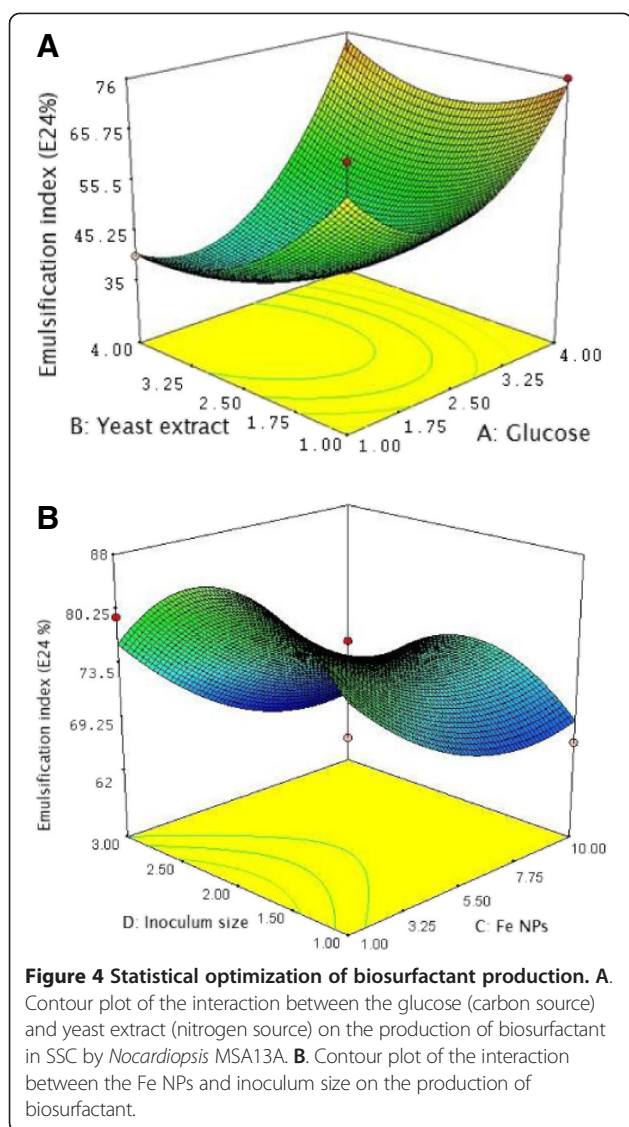 A
Emulsification index (E24%)
76
65.75
55.5
45.25
35
4.00
3.25
2.50
1.75
1.00
B: Yeast extract
1.00
1.75
2.50
3.25
4.00
A: Glucose
B
Emulsification index (E24 %)
88
80.25
73.5
69.25
62
3.00
2.50
2.00
1.50
1.00
D: Inoculum size
1.00
3.25
5.50
7.75
10.00
C: Fe NPs
Figure 4 Statistical optimization of biosurfactant production. A.
Contour plot of the interaction between the glucose (carbon source)
and yeast extract (nitrogen source) on the production of biosurfactant
in SSC by Nocardiopsis MSA13A. B. Contour plot of the interaction
between the Fe NPs and inoculum size on the production of
biosurfactant.